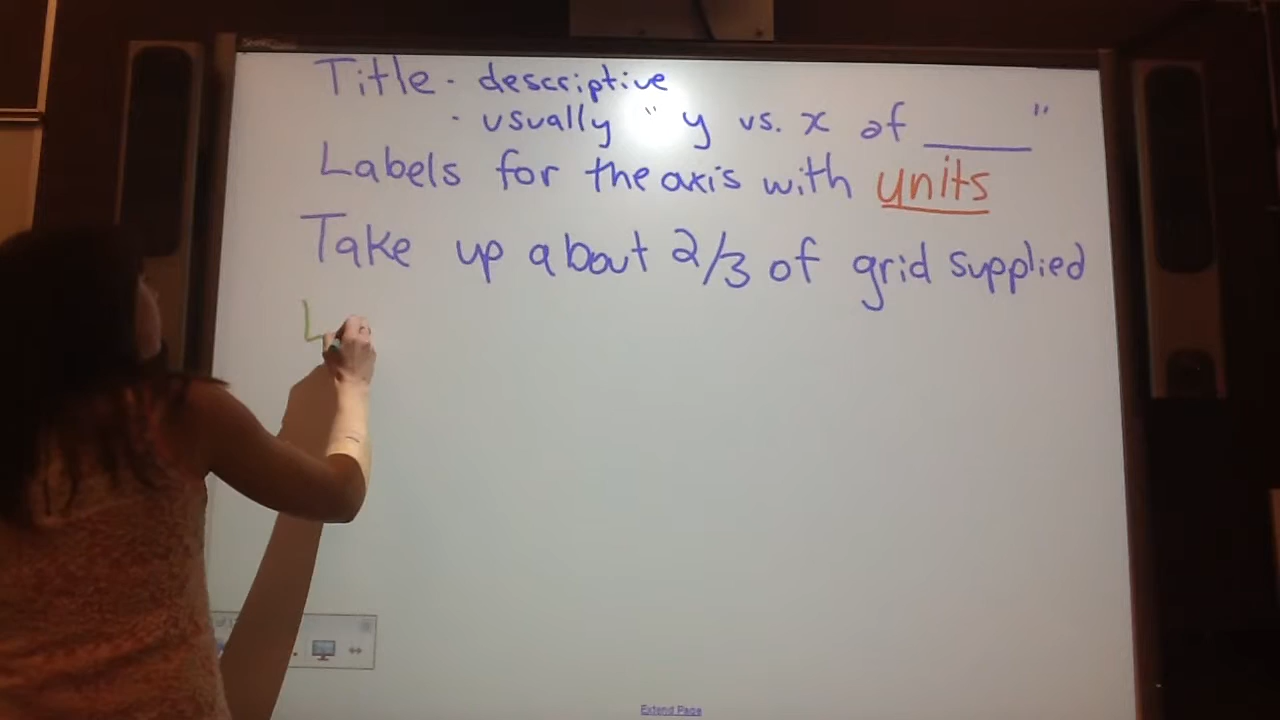 Title · descriptive
· usually " y vs. x of ____ "
Labels for the axis with units
Take up about 2/3 of grid supplied
Extend Page